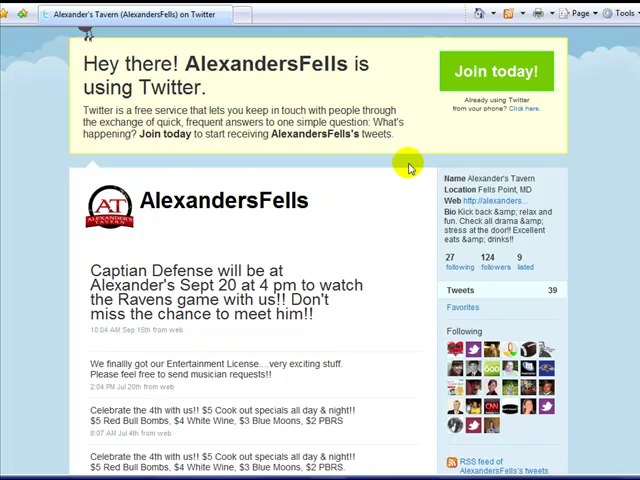 Alexander's Tavern (AlexandersFells) on Twitter
Page
Tools
Hey there! AlexandersFells is
using Twitter.
Twitter is a free service that lets you keep in touch with people through
the exchange of quick, frequent answers to one simple question: What's
happening? Join today to start receiving AlexandersFells's tweets.
Join today!
Already using Twitter
from your phone? Click here.
AT
ALEXANDER'S
TAVERN
AlexandersFells
Captian Defense will be at
Alexander's Sept 20 at 4 pm to watch
the Ravens game with us!! Don't
miss the chance to meet him!!
10:04 AM Sep 15th from web
We finallly got our Entertainment License....very exciting stuff.
Please feel free to send musician requests!!
2:04 PM Jul 20th from web
Celebrate the 4th with us!! $5 Cook out specials all day & night!!
$5 Red Bull Bombs, $4 White Wine, $3 Blue Moons, $2 PBRS
8:07 AM Jul 4th from web
Celebrate the 4th with us!! $5 Cook out specials all day & night!!
$5 Red Bull Bombs, $4 White Wine, $3 Blue Moons, $2 PBRS.
Name Alexander's Tavern
Location Fells Point, MD
Web http://alexanders...
Bio Kick back &amp; relax and
fun. Check all drama &amp;
stress at the door!! Excellent
eats &amp; drinks!!
27 124 9
following followers listed
Tweets 39
Favorites
Following
RSS feed of
AlexandersFells's tweets